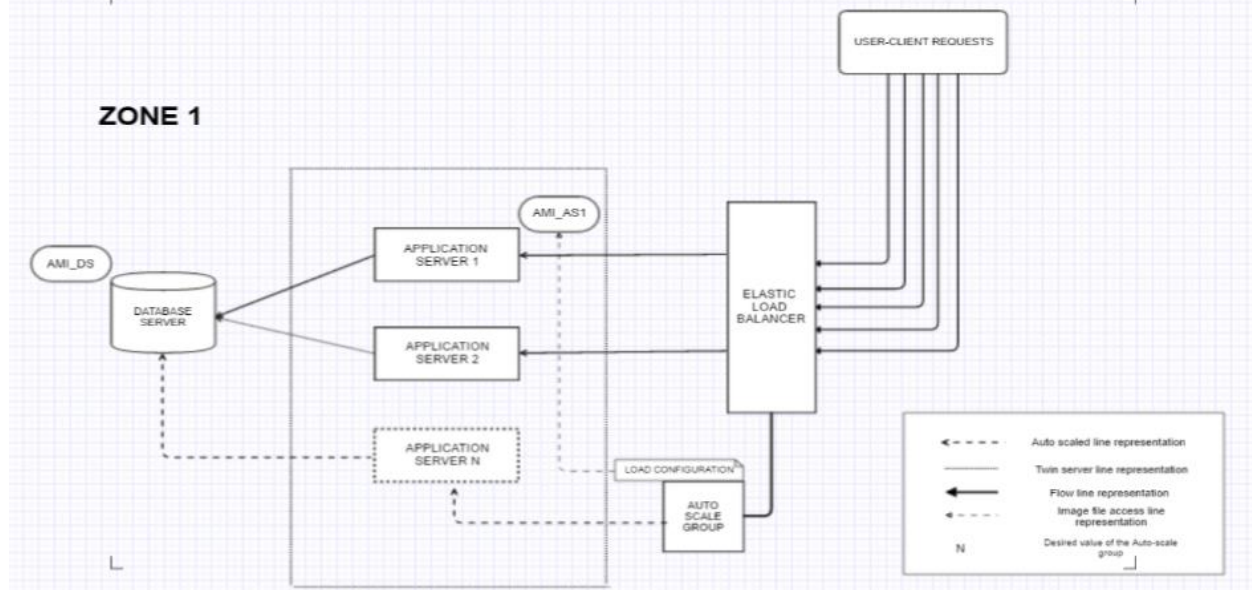 USER-CLIENT REQUESTS
ZONE 1
AMI_AS1
APPLICATION
SERVER 1
AMI_DS
DATABASE
SERVER
ELASTIC
LOAD
BALANCER
APPLICATION
SERVER 2
APPLICATION
SERVER N
LOAD CONFIGURATION
AUTO
SCALE
GROUP
Auto scaled line representation
Twin server line representation
Flow line representation
Image file access line
representation
N
Desired value of the Auto-scale
group